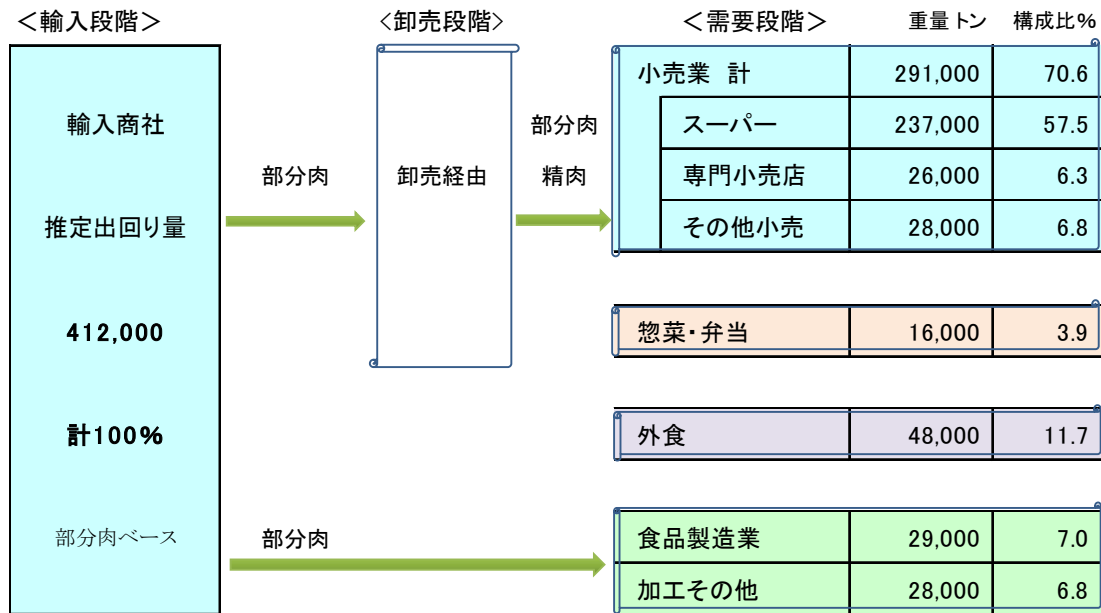 ＜輸入段階＞ <卸売段階> ＜需要段階＞ 重量トン 構成比%
輸入商社
推定出回り量
412,000
計100%
部分肉ベース
部分肉
卸売経由
部分肉
精肉
小売業 計 291,000 70.6
スーパー 237,000 57.5
専門小売店 26,000 6.3
その他小売 28,000 6.8
惣菜・弁当 16,000 3.9
外食 48,000 11.7
部分肉
食品製造業 29,000 7.0
加工その他 28,000 6.8